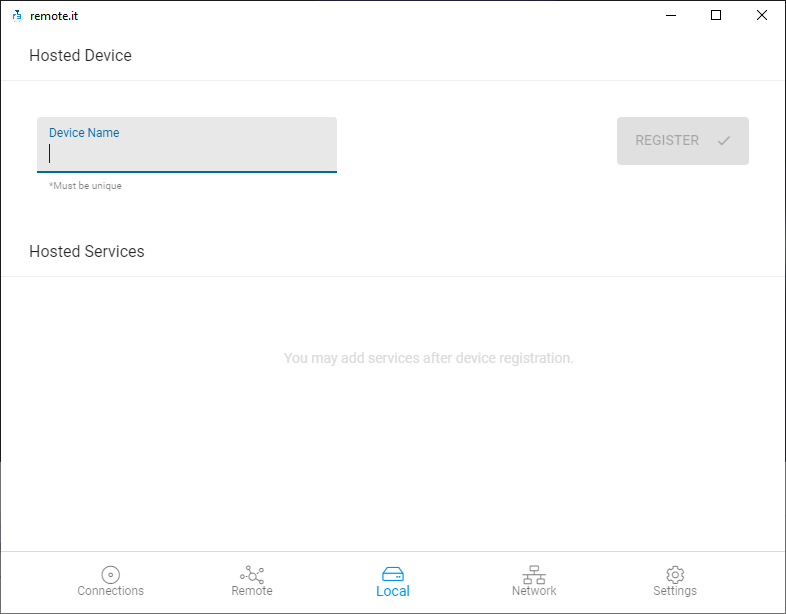 remote.it
Hosted Device
Device Name
REGISTER
*Must be unique
Hosted Services
You may add services after device registration.
Connections
Remote
Local
Network
Settings